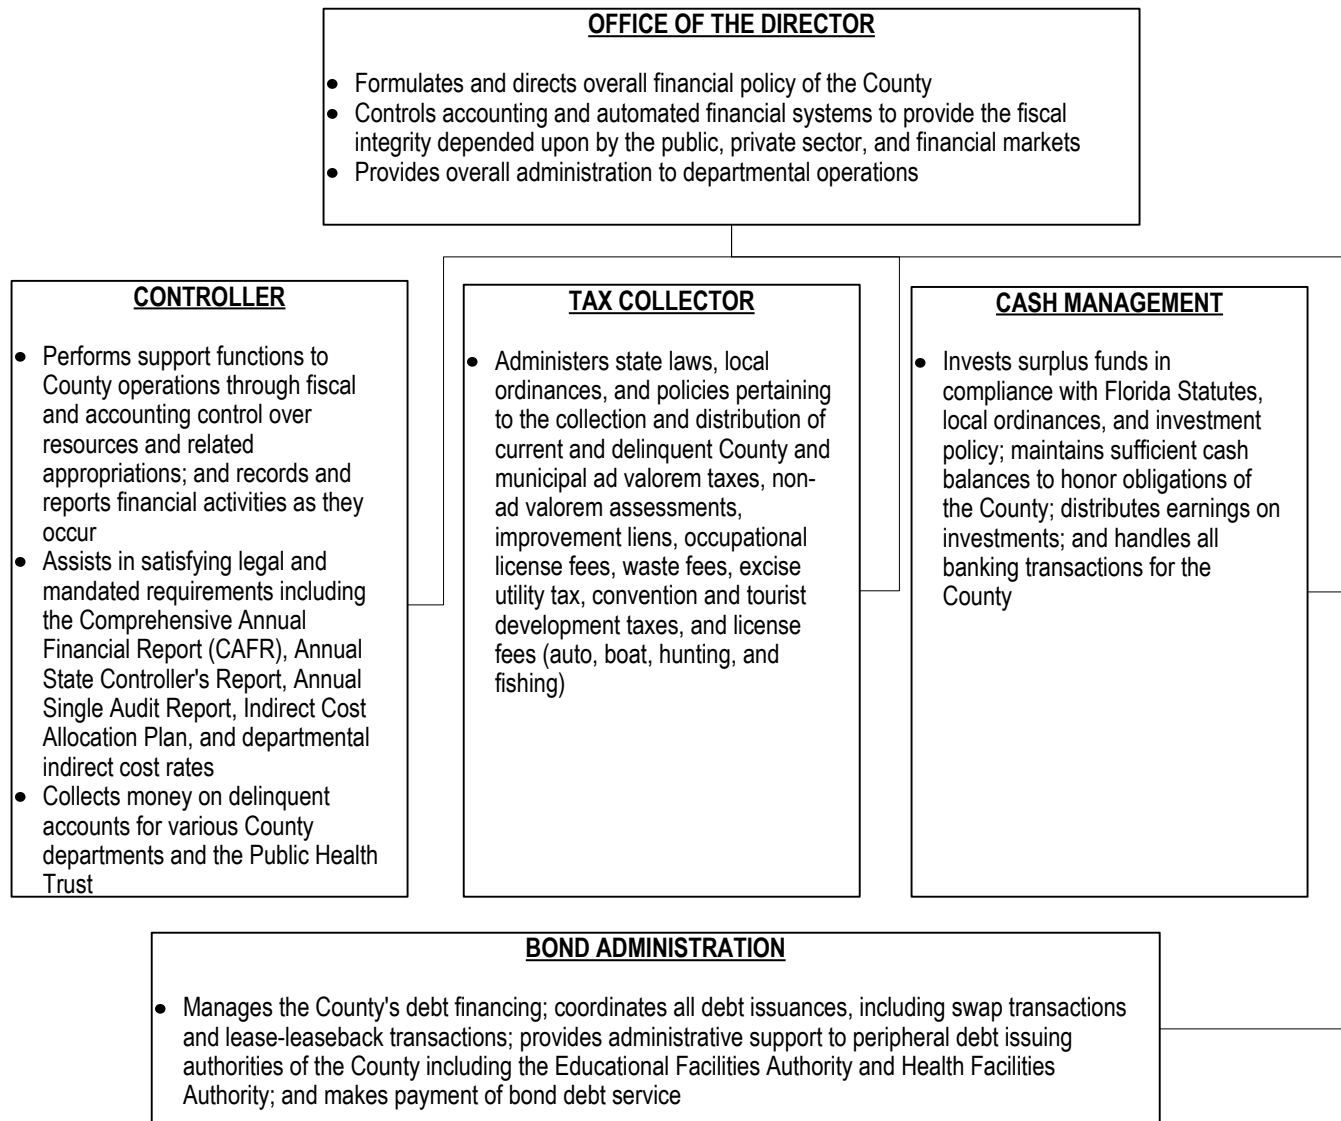 OFFICE OF THE DIRECTOR
• Formulates and directs overall financial policy of the County
• Controls accounting and automated financial systems to provide the fiscal
integrity depended upon by the public, private sector, and financial markets
• Provides overall administration to departmental operations
CONTROLLER
• Performs support functions to
County operations through fiscal
and accounting control over
resources and related
appropriations; and records and
reports financial activities as they
occur
• Assists in satisfying legal and
mandated requirements including
the Comprehensive Annual
Financial Report (CAFR), Annual
State Controller's Report, Annual
Single Audit Report, Indirect Cost
Allocation Plan, and departmental
indirect cost rates
• Collects money on delinquent
accounts for various County
departments and the Public Health
Trust
TAX COLLECTOR
• Administers state laws, local
ordinances, and policies pertaining
to the collection and distribution of
current and delinquent County and
municipal ad valorem taxes, non-
ad valorem assessments,
improvement liens, occupational
license fees, waste fees, excise
utility tax, convention and tourist
development taxes, and license
fees (auto, boat, hunting, and
fishing)
CASH MANAGEMENT
• Invests surplus funds in
compliance with Florida Statutes,
local ordinances, and investment
policy; maintains sufficient cash
balances to honor obligations of
the County; distributes earnings on
investments; and handles all
banking transactions for the
County
BOND ADMINISTRATION
• Manages the County's debt financing; coordinates all debt issuances, including swap transactions
and lease-leaseback transactions; provides administrative support to peripheral debt issuing
authorities of the County including the Educational Facilities Authority and Health Facilities
Authority; and makes payment of bond debt service